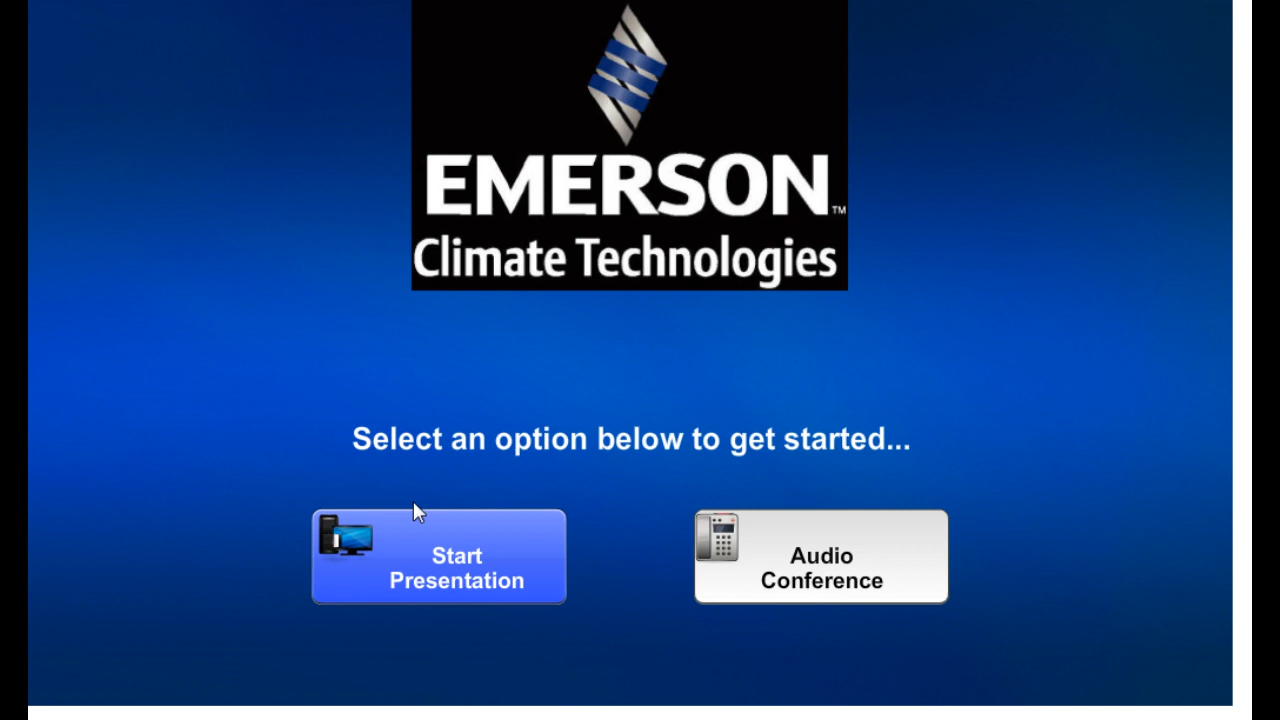 EMERSON™
Climate Technologies
Select an option below to get started...
Start
Presentation
Audio
Conference